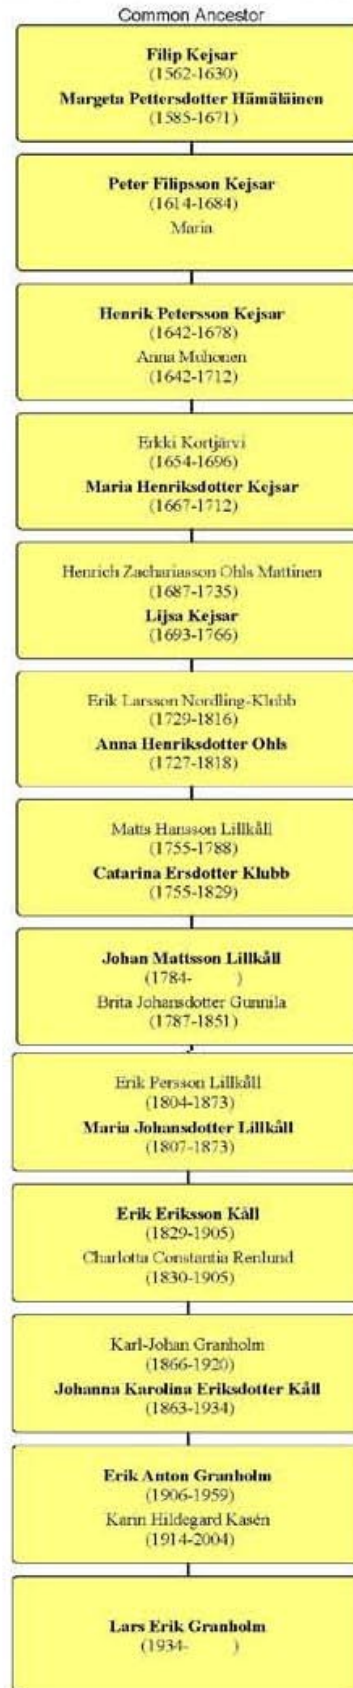 Common Ancestor
Filip Kejsar
(1562-1630)
Margeta Pettersdotter Hämäläinen
(1585-1671)
Peter Filipsson Kejsar
(1614-1684)
Maria
Henrik Petersson Kejsar
(1642-1678)
Anna Muhonen
(1642-1712)
Erkki Kortjärvi
(1654-1696)
Maria Henriksdotter Kejsar
(1667-1712)
Henrich Zachariasson Ohls Mattinen
(1687-1735)
Lijsa Kejsar
(1693-1766)
Erik Larsson Nordling-Klubb
(1729-1816)
Anna Henriksdotter Ohls
(1727-1818)
Matts Hansson Lillkåll
(1755-1788)
Catarina Ersdotter Klubb
(1755-1829)
Johan Mattsson Lillkåll
(1784- )
Brita Johansdotter Gunnila
(1787-1851)
Erik Persson Lillkåll
(1804-1873)
Maria Johansdotter Lillkåll
(1807-1873)
Erik Eriksson Kåll
(1829-1905)
Charlotta Constantia Renlund
(1830-1905)
Karl-Johan Granholm
(1866-1920)
Johanna Karolina Eriksdotter Kåll
(1863-1934)
Erik Anton Granholm
(1906-1959)
Karin Hildegard Kasén
(1914-2004)
Lars Erik Granholm
(1934- )